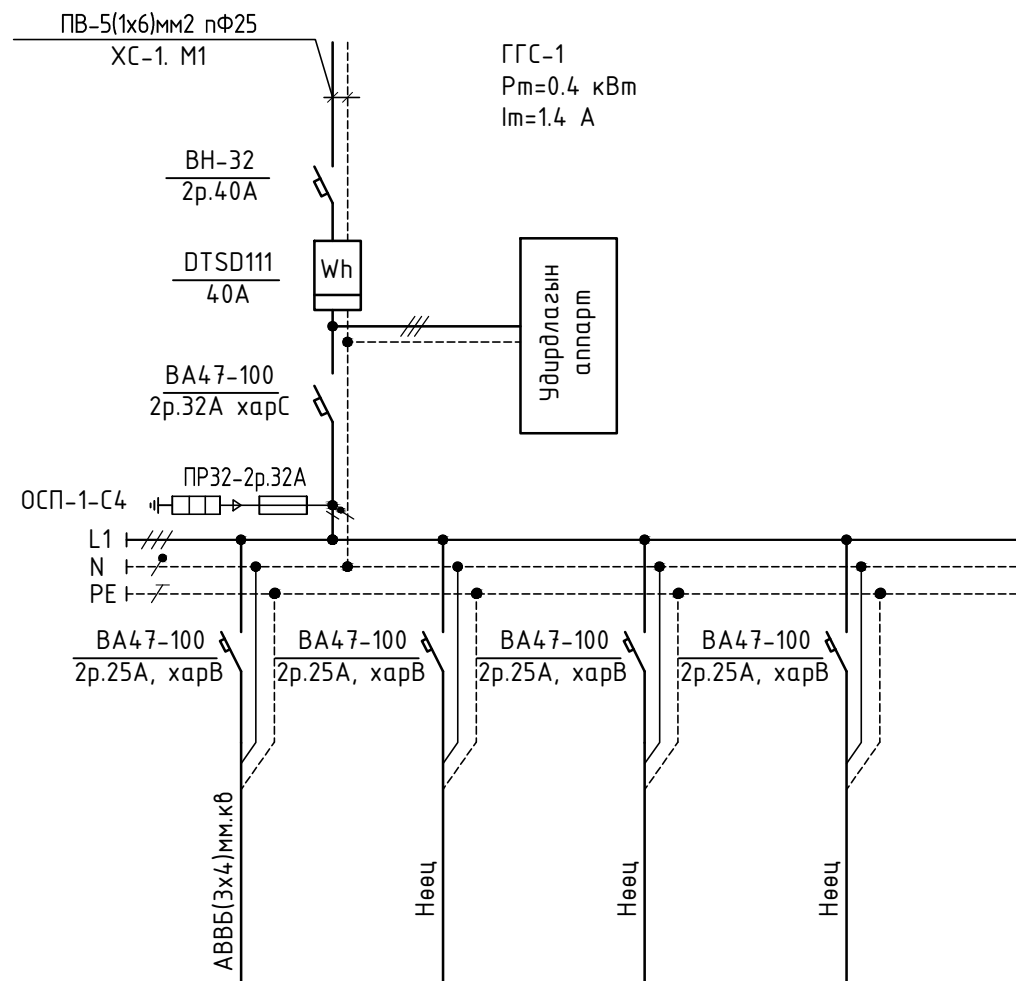 ПВ-5(1х6)мм2 пФ25
ХС-1. М1
ГГС-1
Рт=0.4 кВт
Iт=1.4 А
ВН-32
2р.40А
DTSD111
40А
Wh
Удирдлагын
аппарт
ВА47-100
2р.32А харС
ПР32-2р.32А
ОСП-1-С4
L1
N
PE
ВА47-100
2р.25А, харВ
ВА47-100
2р.25А, харВ
ВА47-100
2р.25А, харВ
ВА47-100
2р.25А, харВ
АВВБ(3х4)мм.кв
Нөөц
Нөөц
Нөөц